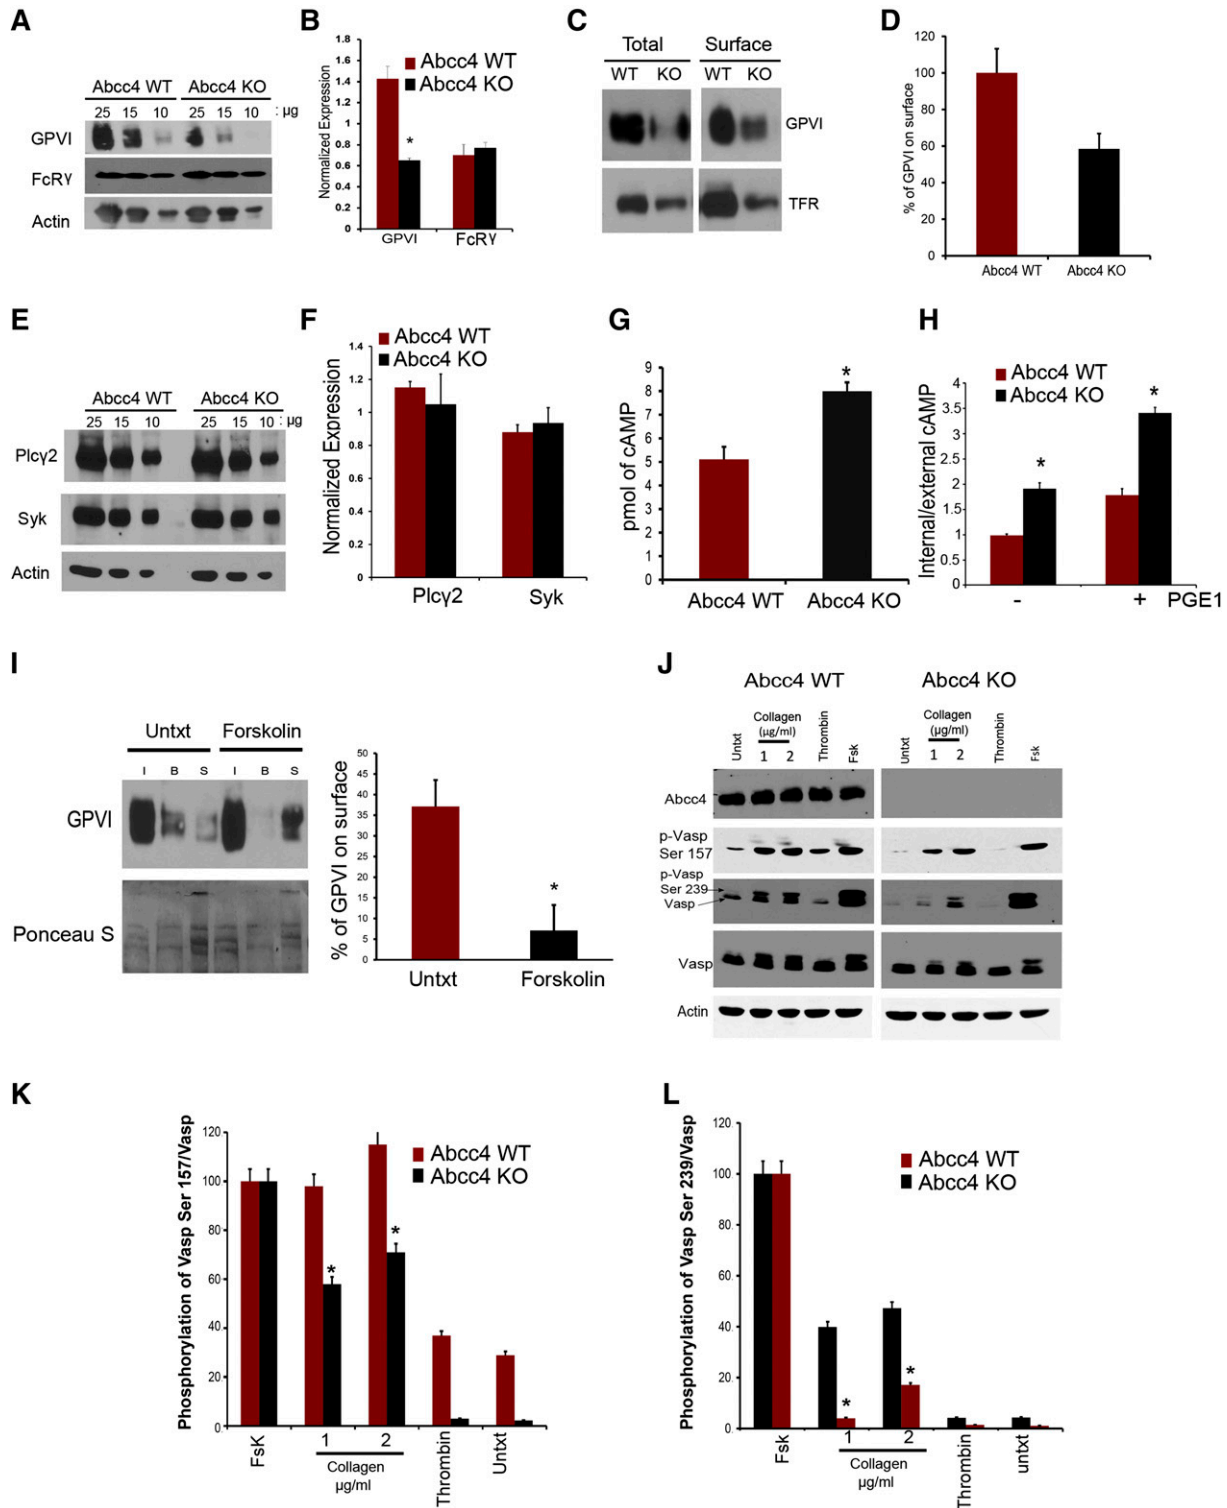 A
Abcc4 WT Abcc4 KO
25 15 10 25 15 10 : µg
GPVI
FcRγ
Actin
B
Abcc4 WT
Abcc4 KO
Normalized Expression
1.8
1.6
1.4
1.2
1
0.8
0.6
0.4
0.2
0
*
GPVI FcRγ
C
Total Surface
WT KO WT KO
GPVI
TFR
D
% of GPVI on surface
120
100
80
60
40
20
0
Abcc4 WT Abcc4 KO
E
Abcc4 WT Abcc4 KO
25 15 10 25 15 10 : µg
Plcγ2
Syk
Actin
F
Abcc4 WT
Abcc4 KO
Normalized Expression
1.4
1.2
1
0.8
0.6
0.4
0.2
0
Plcγ2 Syk
G
pmol of cAMP
9
8
7
6
5
4
3
2
1
0
*
Abcc4 WT Abcc4 KO
H
Abcc4 WT
Abcc4 KO
Internal/external cAMP
4
3.5
3
2.5
2
1.5
1
0.5
0
* *
- + PGE1
I
Untxt Forskolin
I B S I B S
GPVI
Ponceau S
% of GPVI on surface
50
45
40
35
30
25
20
15
10
5
0
*
Untxt Forskolin
J
Abcc4 WT Abcc4 KO
Untxt Collagen (µg/ml) 1 2 Thrombin Fsk
Untxt Collagen (µg/ml) 1 2 Thrombin Fsk
Abcc4
p-Vasp
Ser 157
p-Vasp
Ser 239
Vasp
Vasp
Actin
K
Phosphorylation of Vasp Ser 157/Vasp
120
100
80
60
40
20
0
Abcc4 WT
Abcc4 KO
* *
FsK 1 2 Thrombin Untxt
Collagen
µg/ml
L
Phosphorylation of Vasp Ser 239/Vasp
120
100
80
60
40
20
0
Abcc4 WT
Abcc4 KO
* *
Fsk 1 2 Thrombin untxt
Collagen
µg/ml